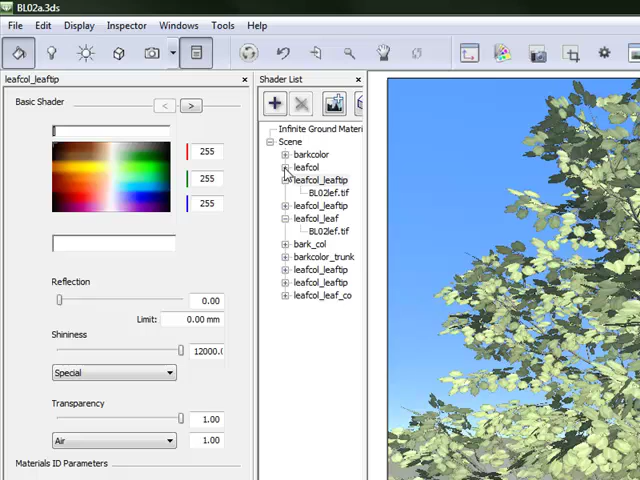 BL02a.3ds
File Edit Display Inspector Windows Tools Help
leafcol_leaftip
Basic Shader
255
255
255
Reflection
0.00
Limit: 0.00 mm
Shininess
12000.(
Special
Transparency
1.00
Air 1.00
Materials ID Parameters
Shader List
Infinite Ground Materi
Scene
barkcolor
leafcol
leafcol_leaftip
BL02lef.tif
leafcol_leaftip
leafcol_leaf
BL02lef.tif
bark_col
barkcolor_trunk
leafcol_leaftip
leafcol_leaftip
leafcol_leaf_co